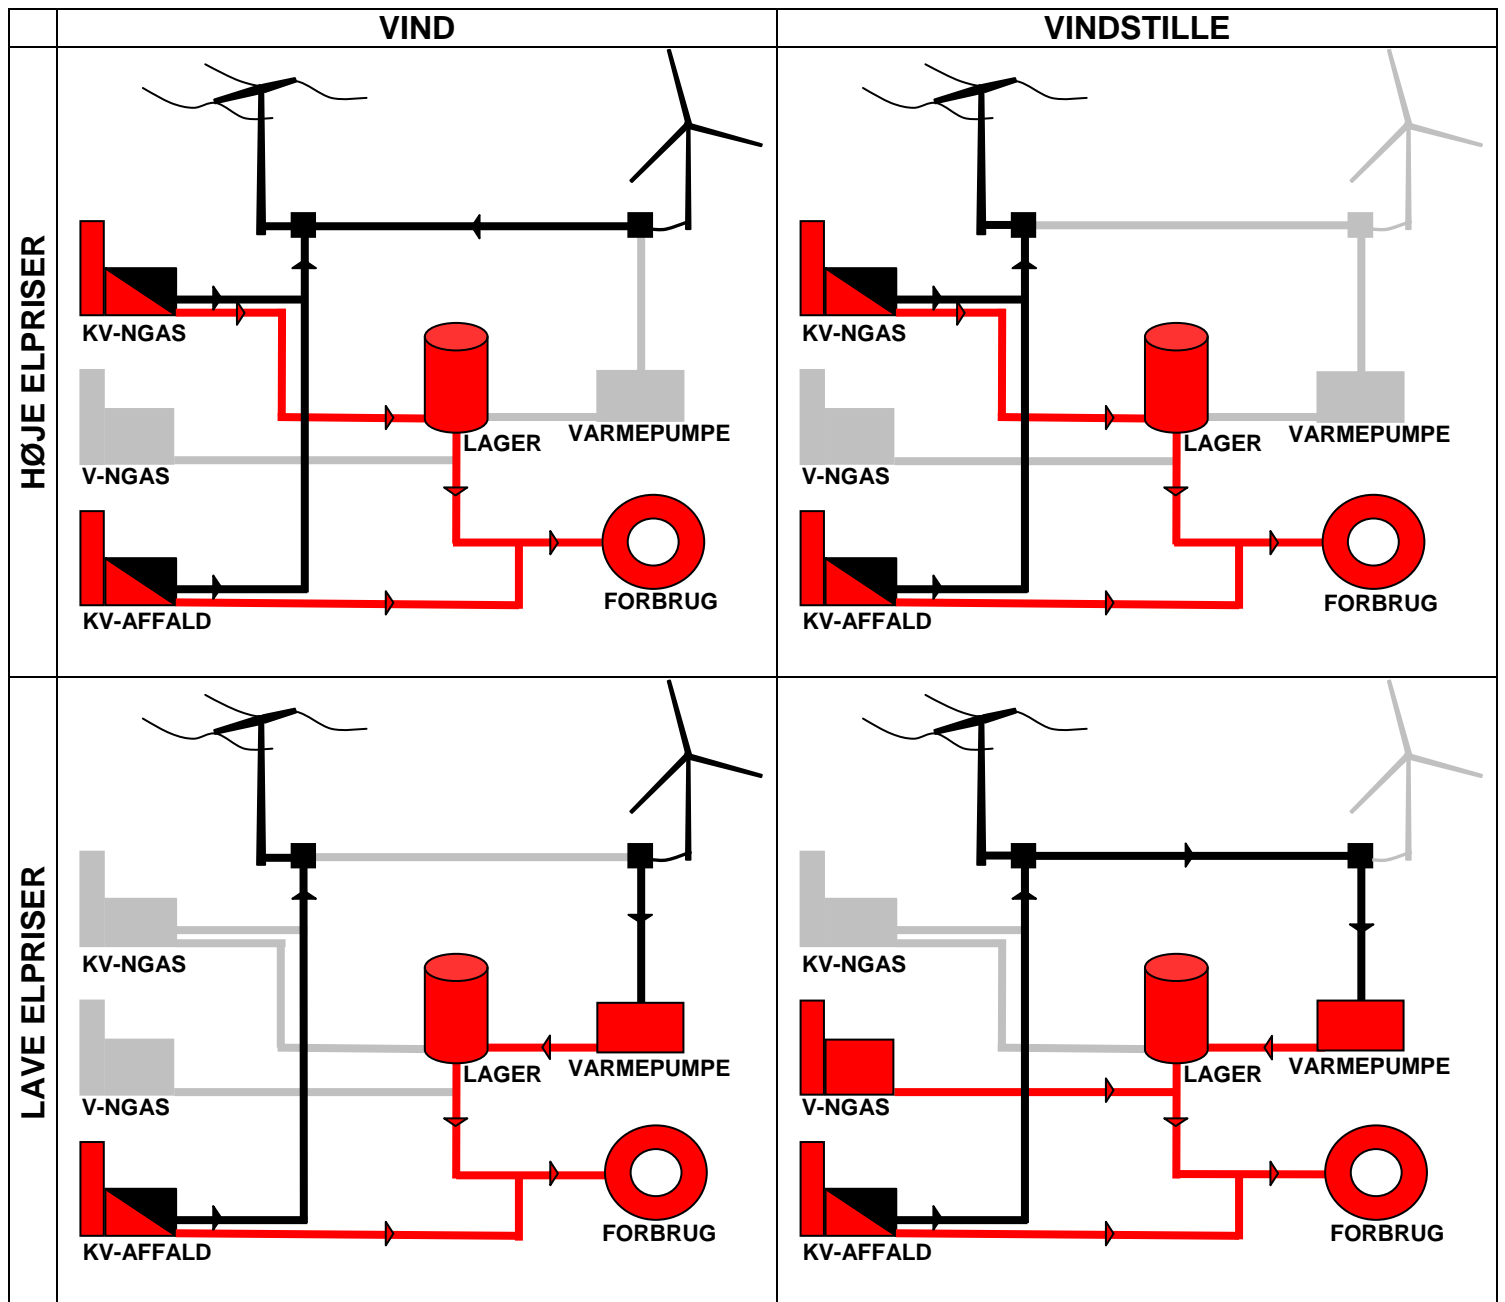 VIND
VINDSTILLE
HØJE ELPRISER
KV-NGAS
LAGER
VARMEPUMPE
V-NGAS
FORBRUG
KV-AFFALD
KV-NGAS
LAGER
VARMEPUMPE
V-NGAS
FORBRUG
KV-AFFALD
LAVE ELPRISER
KV-NGAS
LAGER
VARMEPUMPE
V-NGAS
FORBRUG
KV-AFFALD
KV-NGAS
LAGER
VARMEPUMPE
V-NGAS
FORBRUG
KV-AFFALD